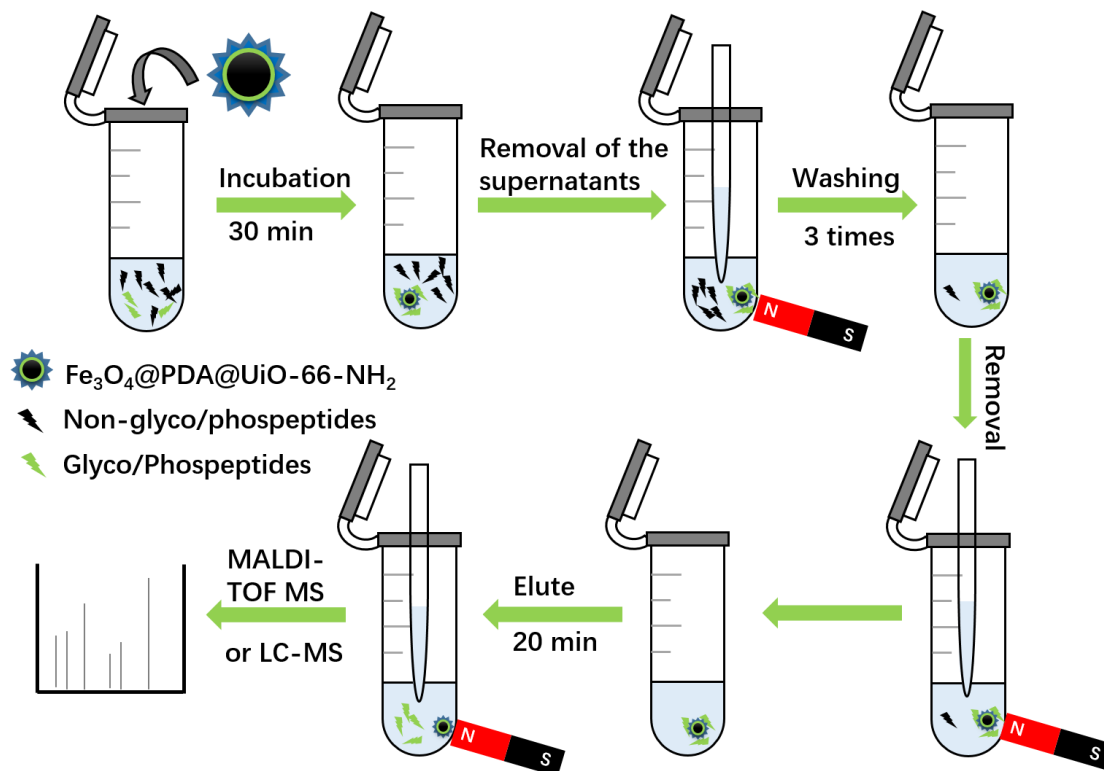 Incubation
30 min
Removal of the
supernatants
N
S
Washing
3 times
Fe₃O₄@PDA@UiO-66-NH₂
Non-glyco/phospeptides
Glyco/Phospeptides
Removal
N
S
Elute
20 min
N
S
MALDI-
TOF MS
or LC-MS